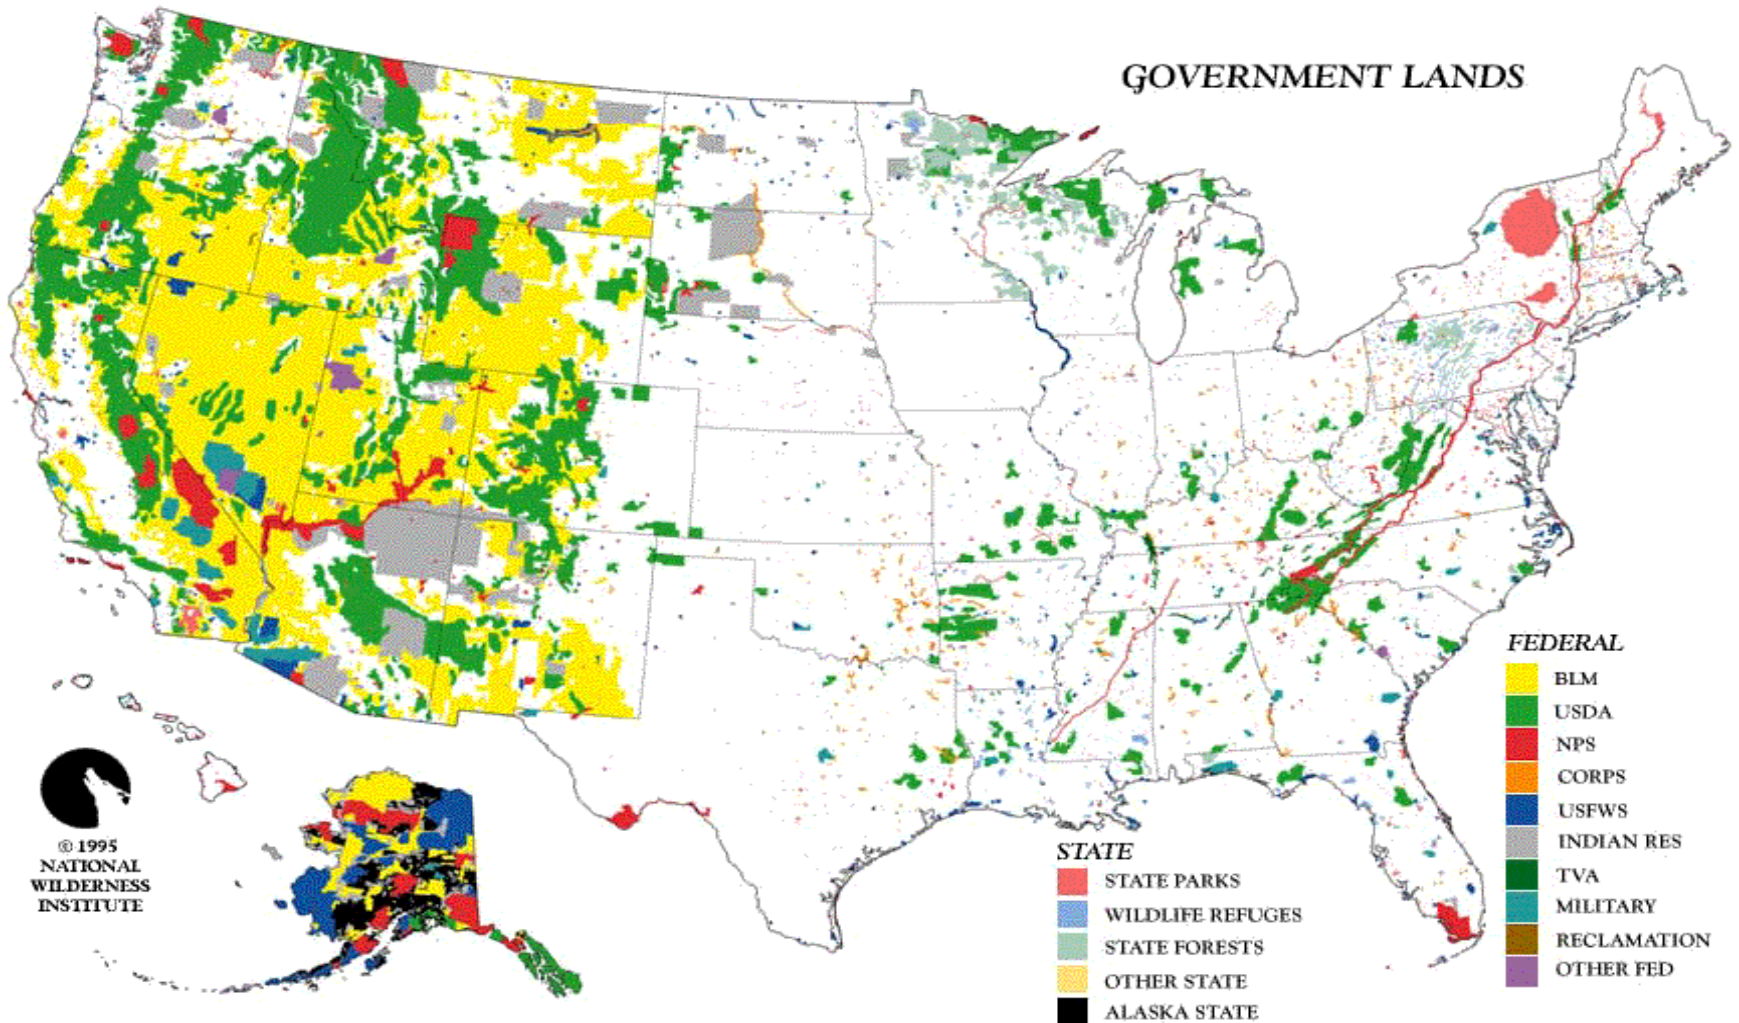 GOVERNMENT LANDS
FEDERAL
BLM
USDA
NPS
CORPS
USFWS
INDIAN RES
TVA
MILITARY
RECLAMATION
OTHER FED
STATE
STATE PARKS
WILDLIFE REFUGES
STATE FORESTS
OTHER STATE
ALASKA STATE
© 1995
NATIONAL
WILDERNESS
INSTITUTE